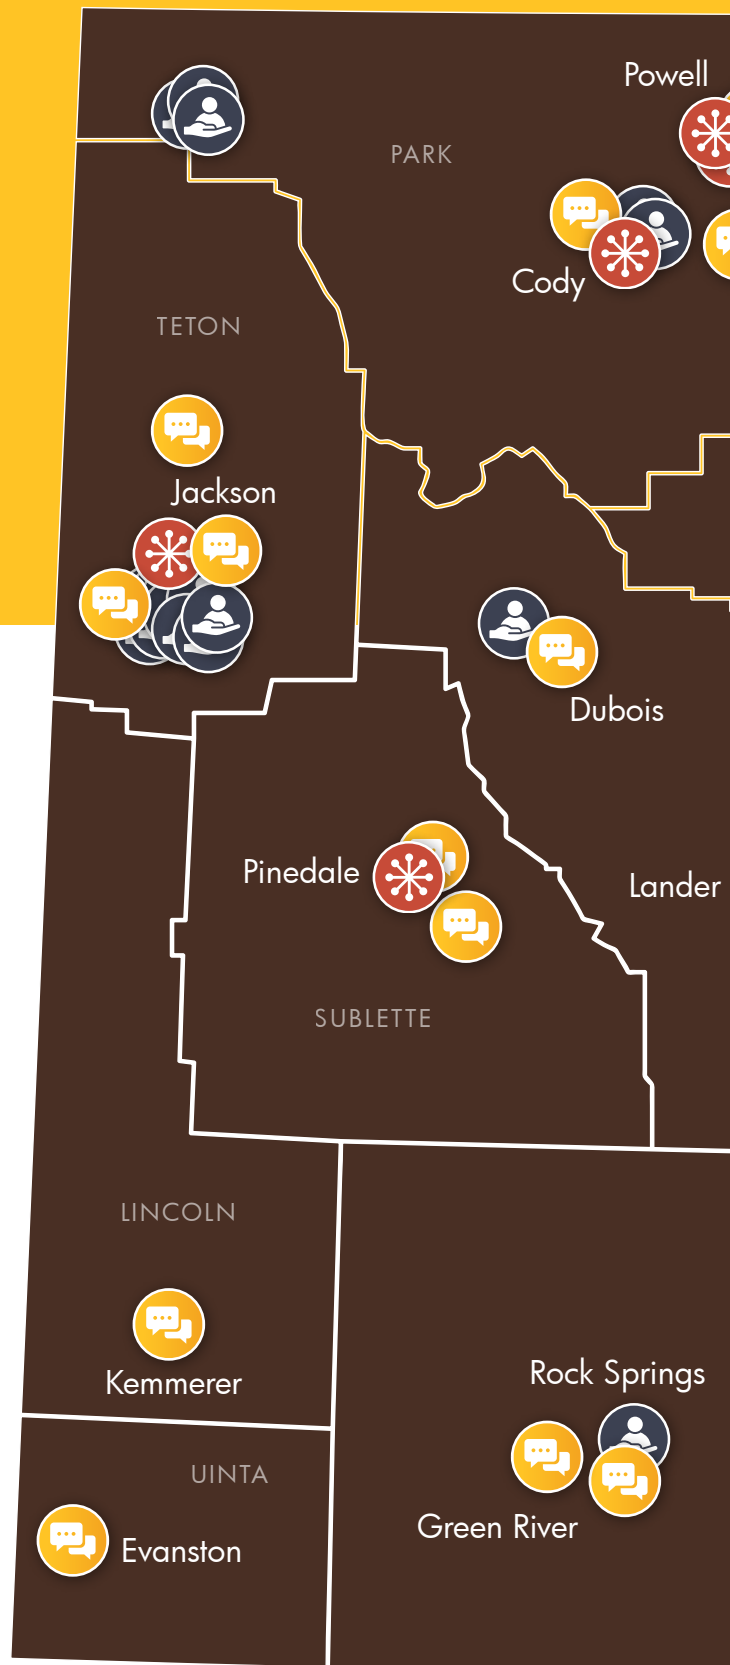 Powell
PARK
Cody
TETON
Jackson
Dubois
Pinedale
Lander
SUBLETTE
LINCOLN
Kemmerer
Rock Springs
UINTA
Green River
Evanston